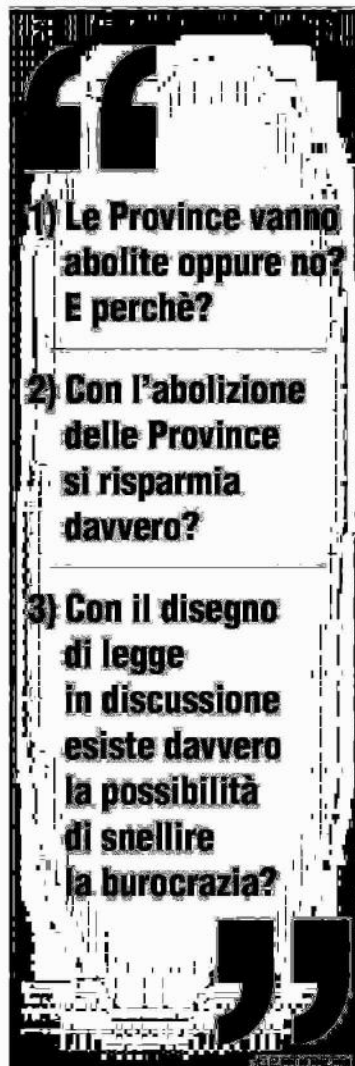 “
1) Le Province vanno
abolite oppure no?
E perchè?
2) Con l'abolizione
delle Province
si risparmia
davvero?
3) Con il disegno
di legge
in discussione
esiste davvero
la possibilità
di snellire
la burocrazia?
”